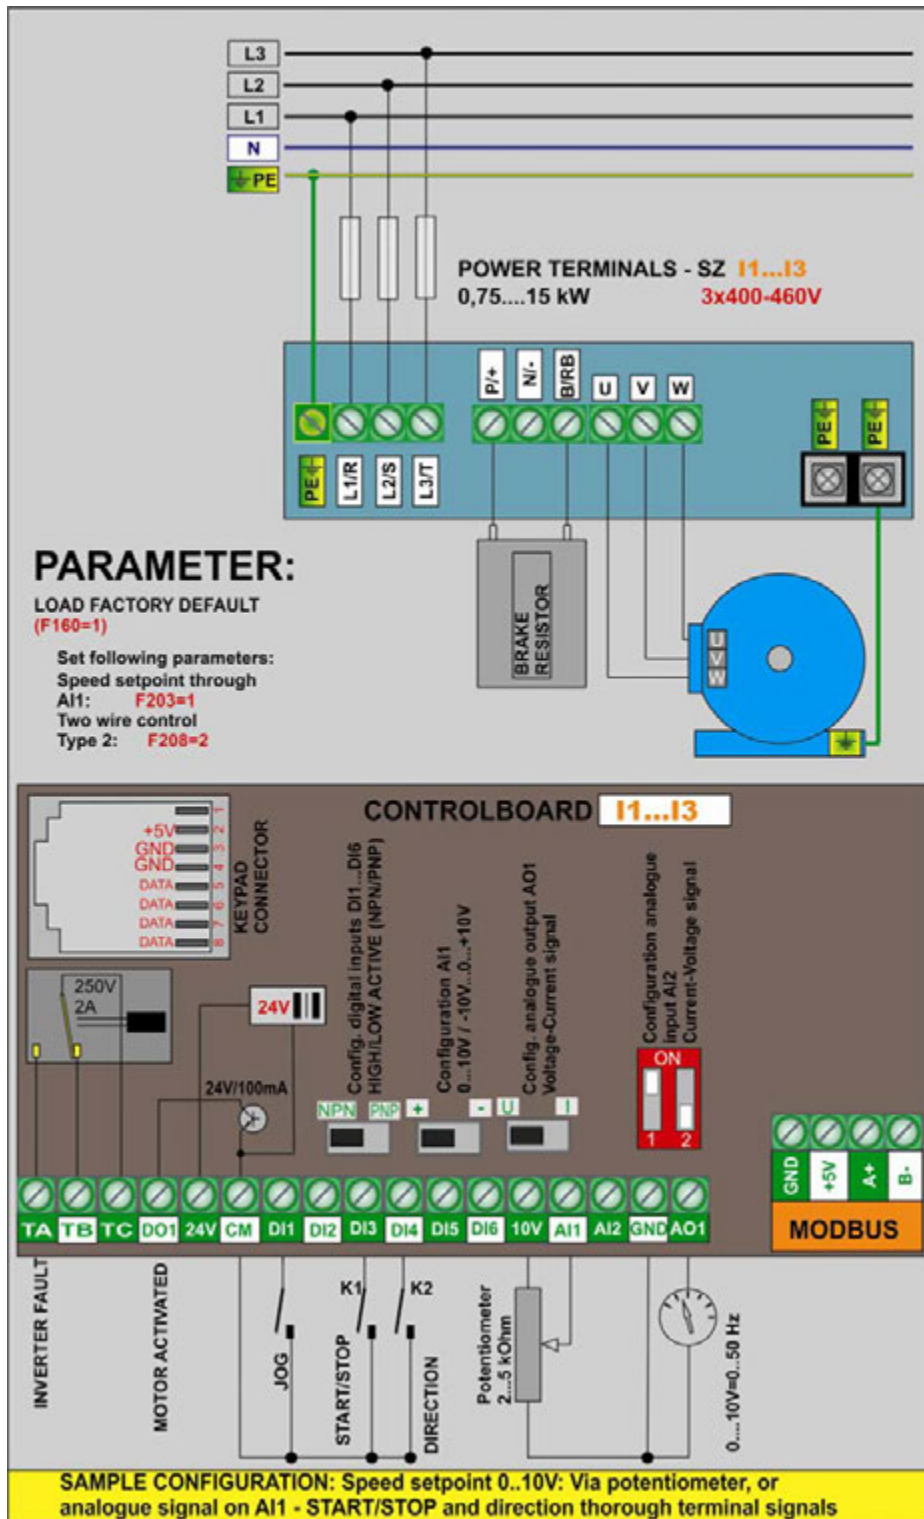 L3
L2
L1
N
PE
POWER TERMINALS - SZ I1...I3
0,75....15 kW 3x400-460V
P/+
N/-
B/RB
U
V
W
PE
PE
PE
L1/R
L2/S
L3/T
BRAKE
RESISTOR
U
V
W
PARAMETER:
LOAD FACTORY DEFAULT
(F160=1)
Set following parameters:
Speed setpoint through
AI1: F203=1
Two wire control
Type 2: F208=2
CONTROLBOARD I1...I3
1
+5V 2
GND 3
GND 4
DATA 5
DATA 6
DATA 7
DATA 8
KEYPAD
CONNECTOR
250V
2A
24V
24V/100mA
Config. digital inputs DI1...DI6
HIGH/LOW ACTIVE (NPN/PNP)
NPN PNP
Configuration AI1
0...10V / -10V...0...+10V
+ -
Config. analogue output AO1
Voltage-Current signal
U I
Configuration analogue
input AI2
Current-Voltage signal
ON
1 2
GND
+5V
A+
B-
MODBUS
TA TB TC DO1 24V CM DI1 DI2 DI3 DI4 DI5 DI6 10V AI1 AI2 GND AO1
INVERTER FAULT
MOTOR ACTIVATED
JOG
K1
START/STOP
K2
DIRECTION
Potentiometer
2...5 kOhm
0....10V=0..50 Hz
SAMPLE CONFIGURATION: Speed setpoint 0..10V: Via potentiometer, or
analogue signal on AI1 - START/STOP and direction thorough terminal signals